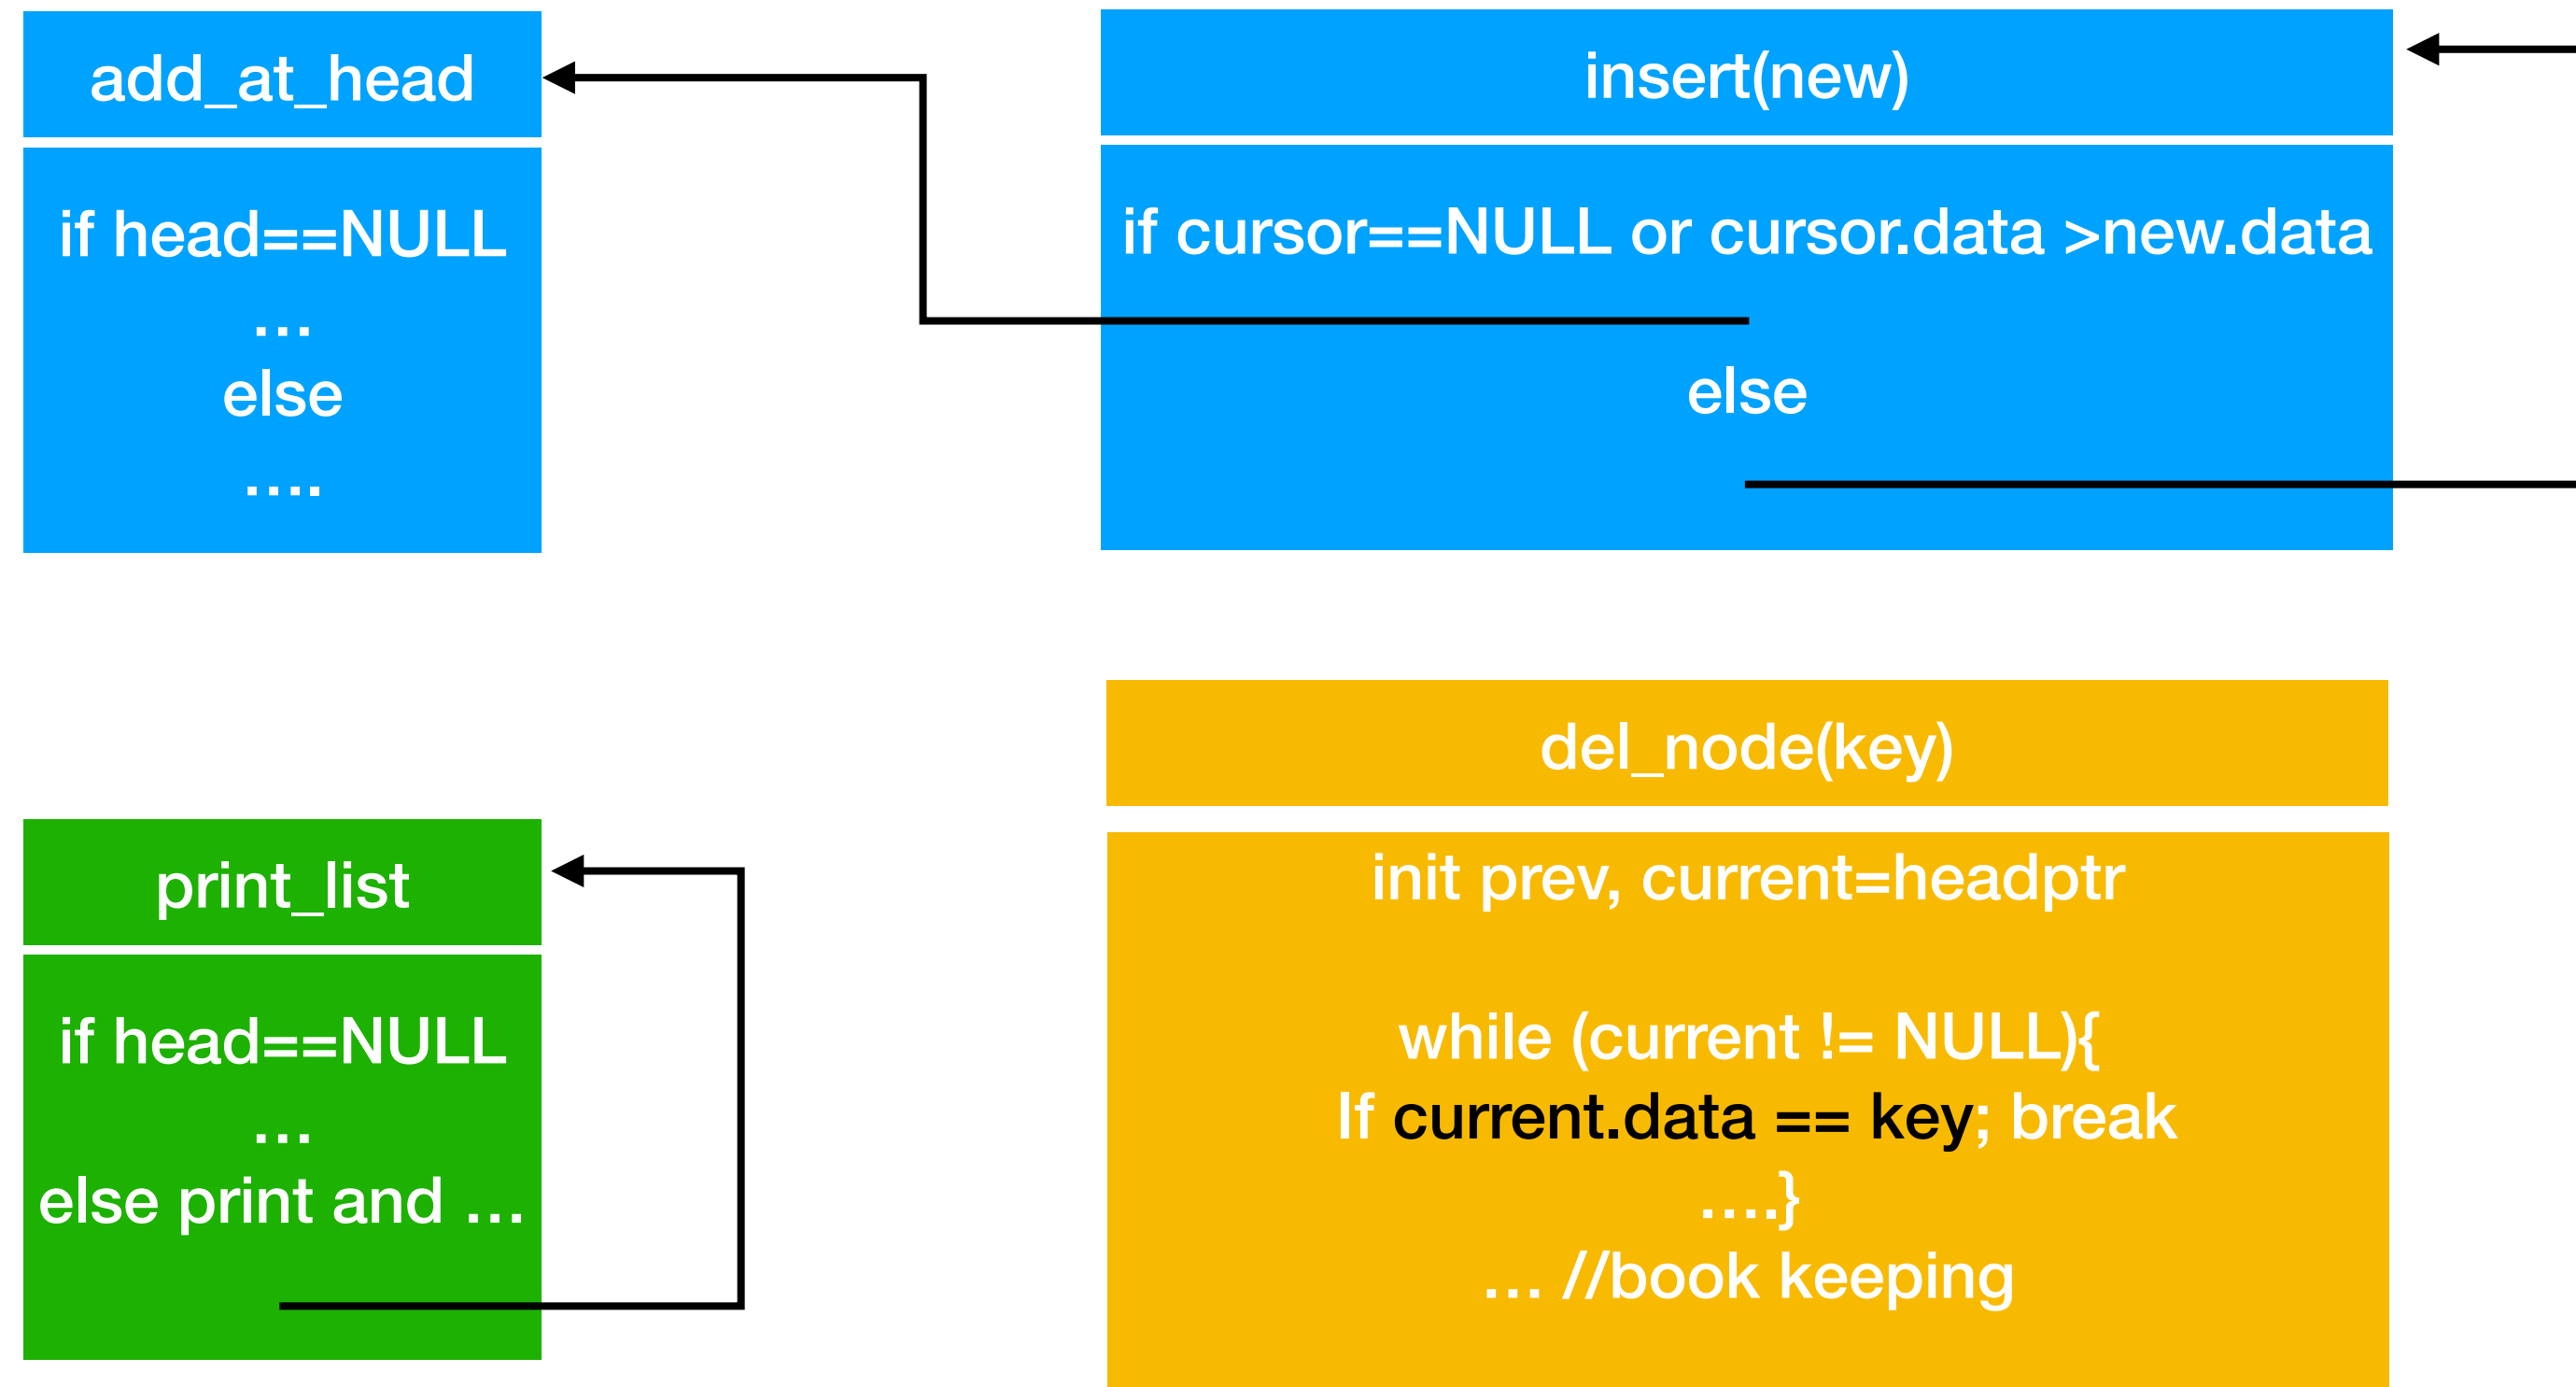 add_at_head
if head==NULL
...
else
....
insert(new)
if cursor==NULL or cursor.data >new.data
else
print_list
if head==NULL
...
else print and ...
del_node(key)
init prev, current=headptr
while (current != NULL){
If current.data == key; break
....}
... //book keeping